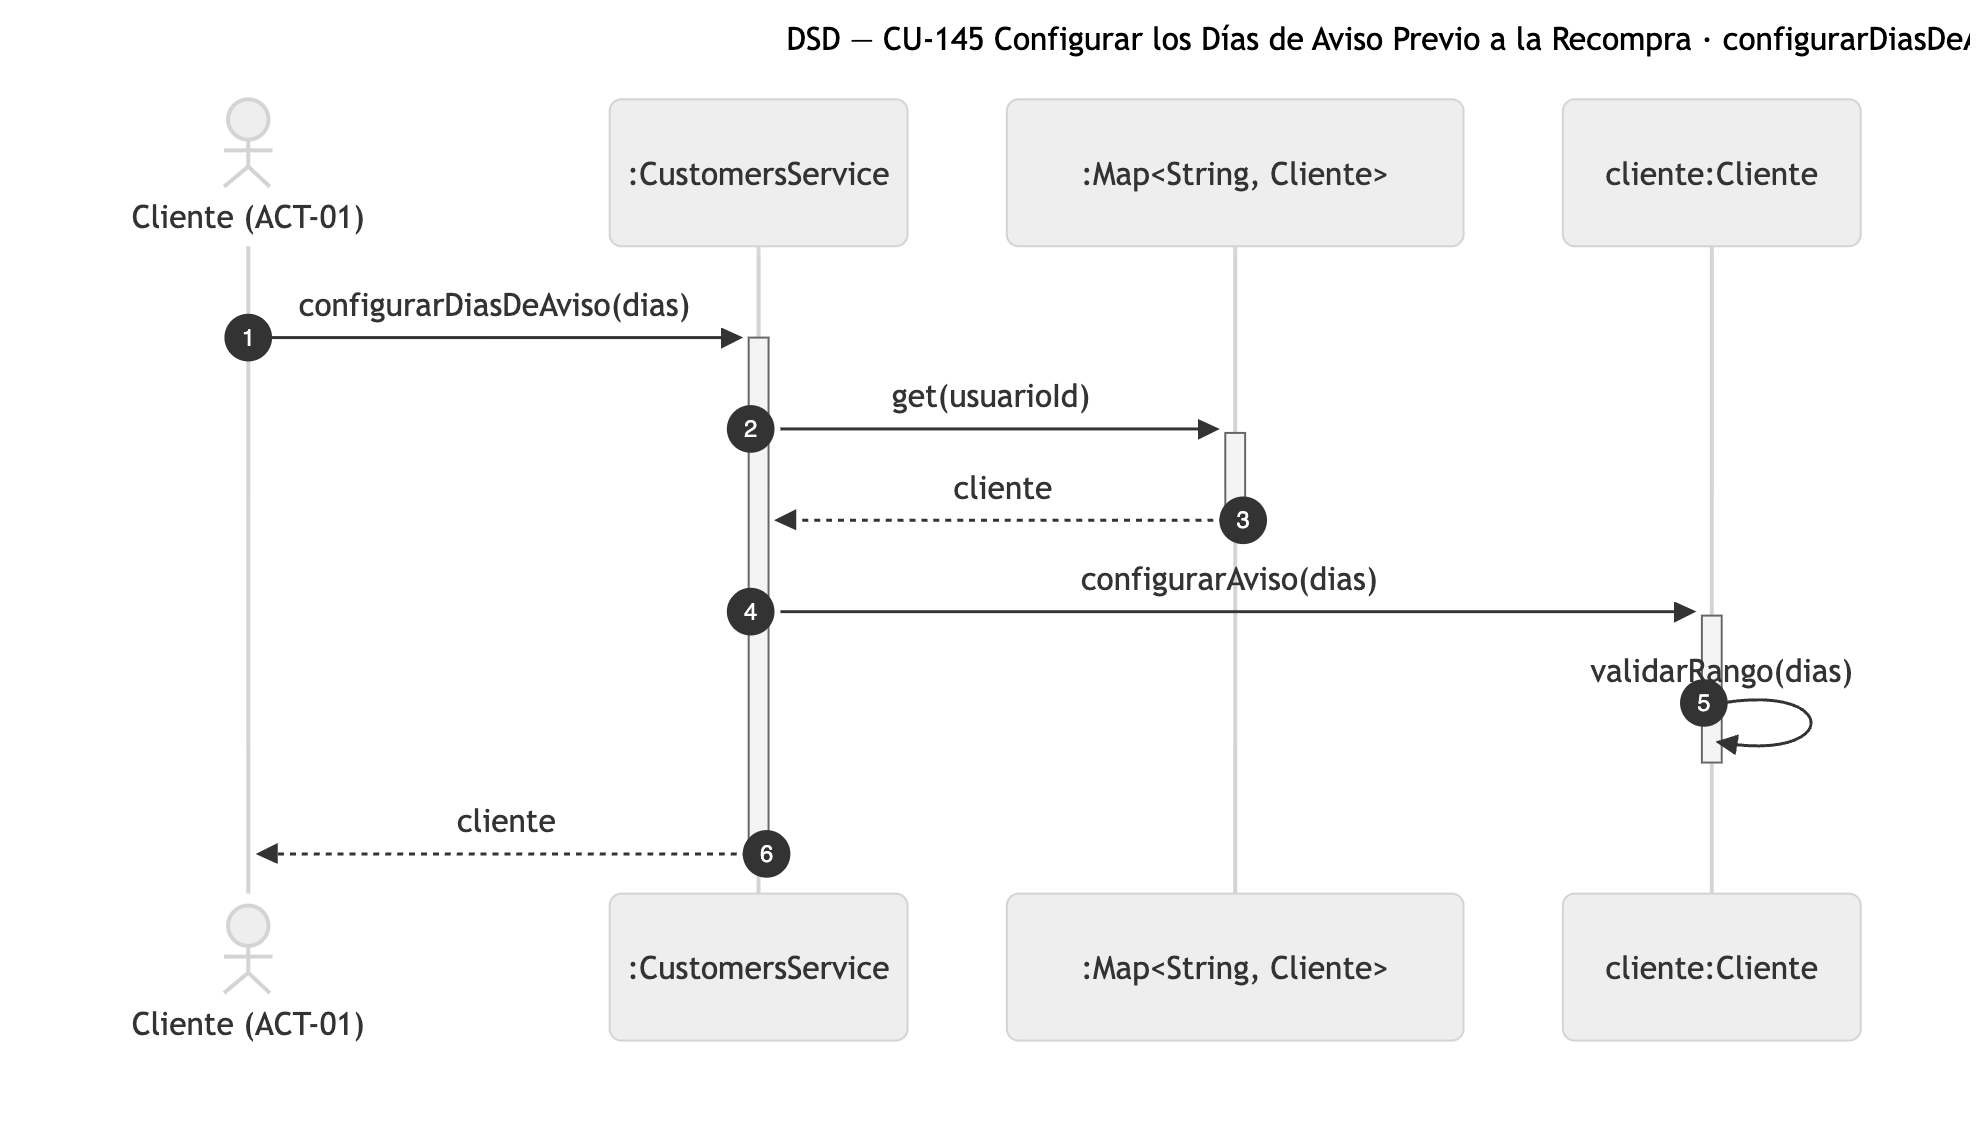 DSD — CU-145 Configurar los Días de Aviso Previo a la Recompra · configurarDiasDeA
Cliente (ACT-01)
:CustomersService
:Map<String, Cliente>
cliente:Cliente
configurarDiasDeAviso(dias)
1
get(usuarioId)
2
cliente
3
configurarAviso(dias)
4
validarRango(dias)
5
cliente
6
Cliente (ACT-01)
:CustomersService
:Map<String, Cliente>
cliente:Cliente